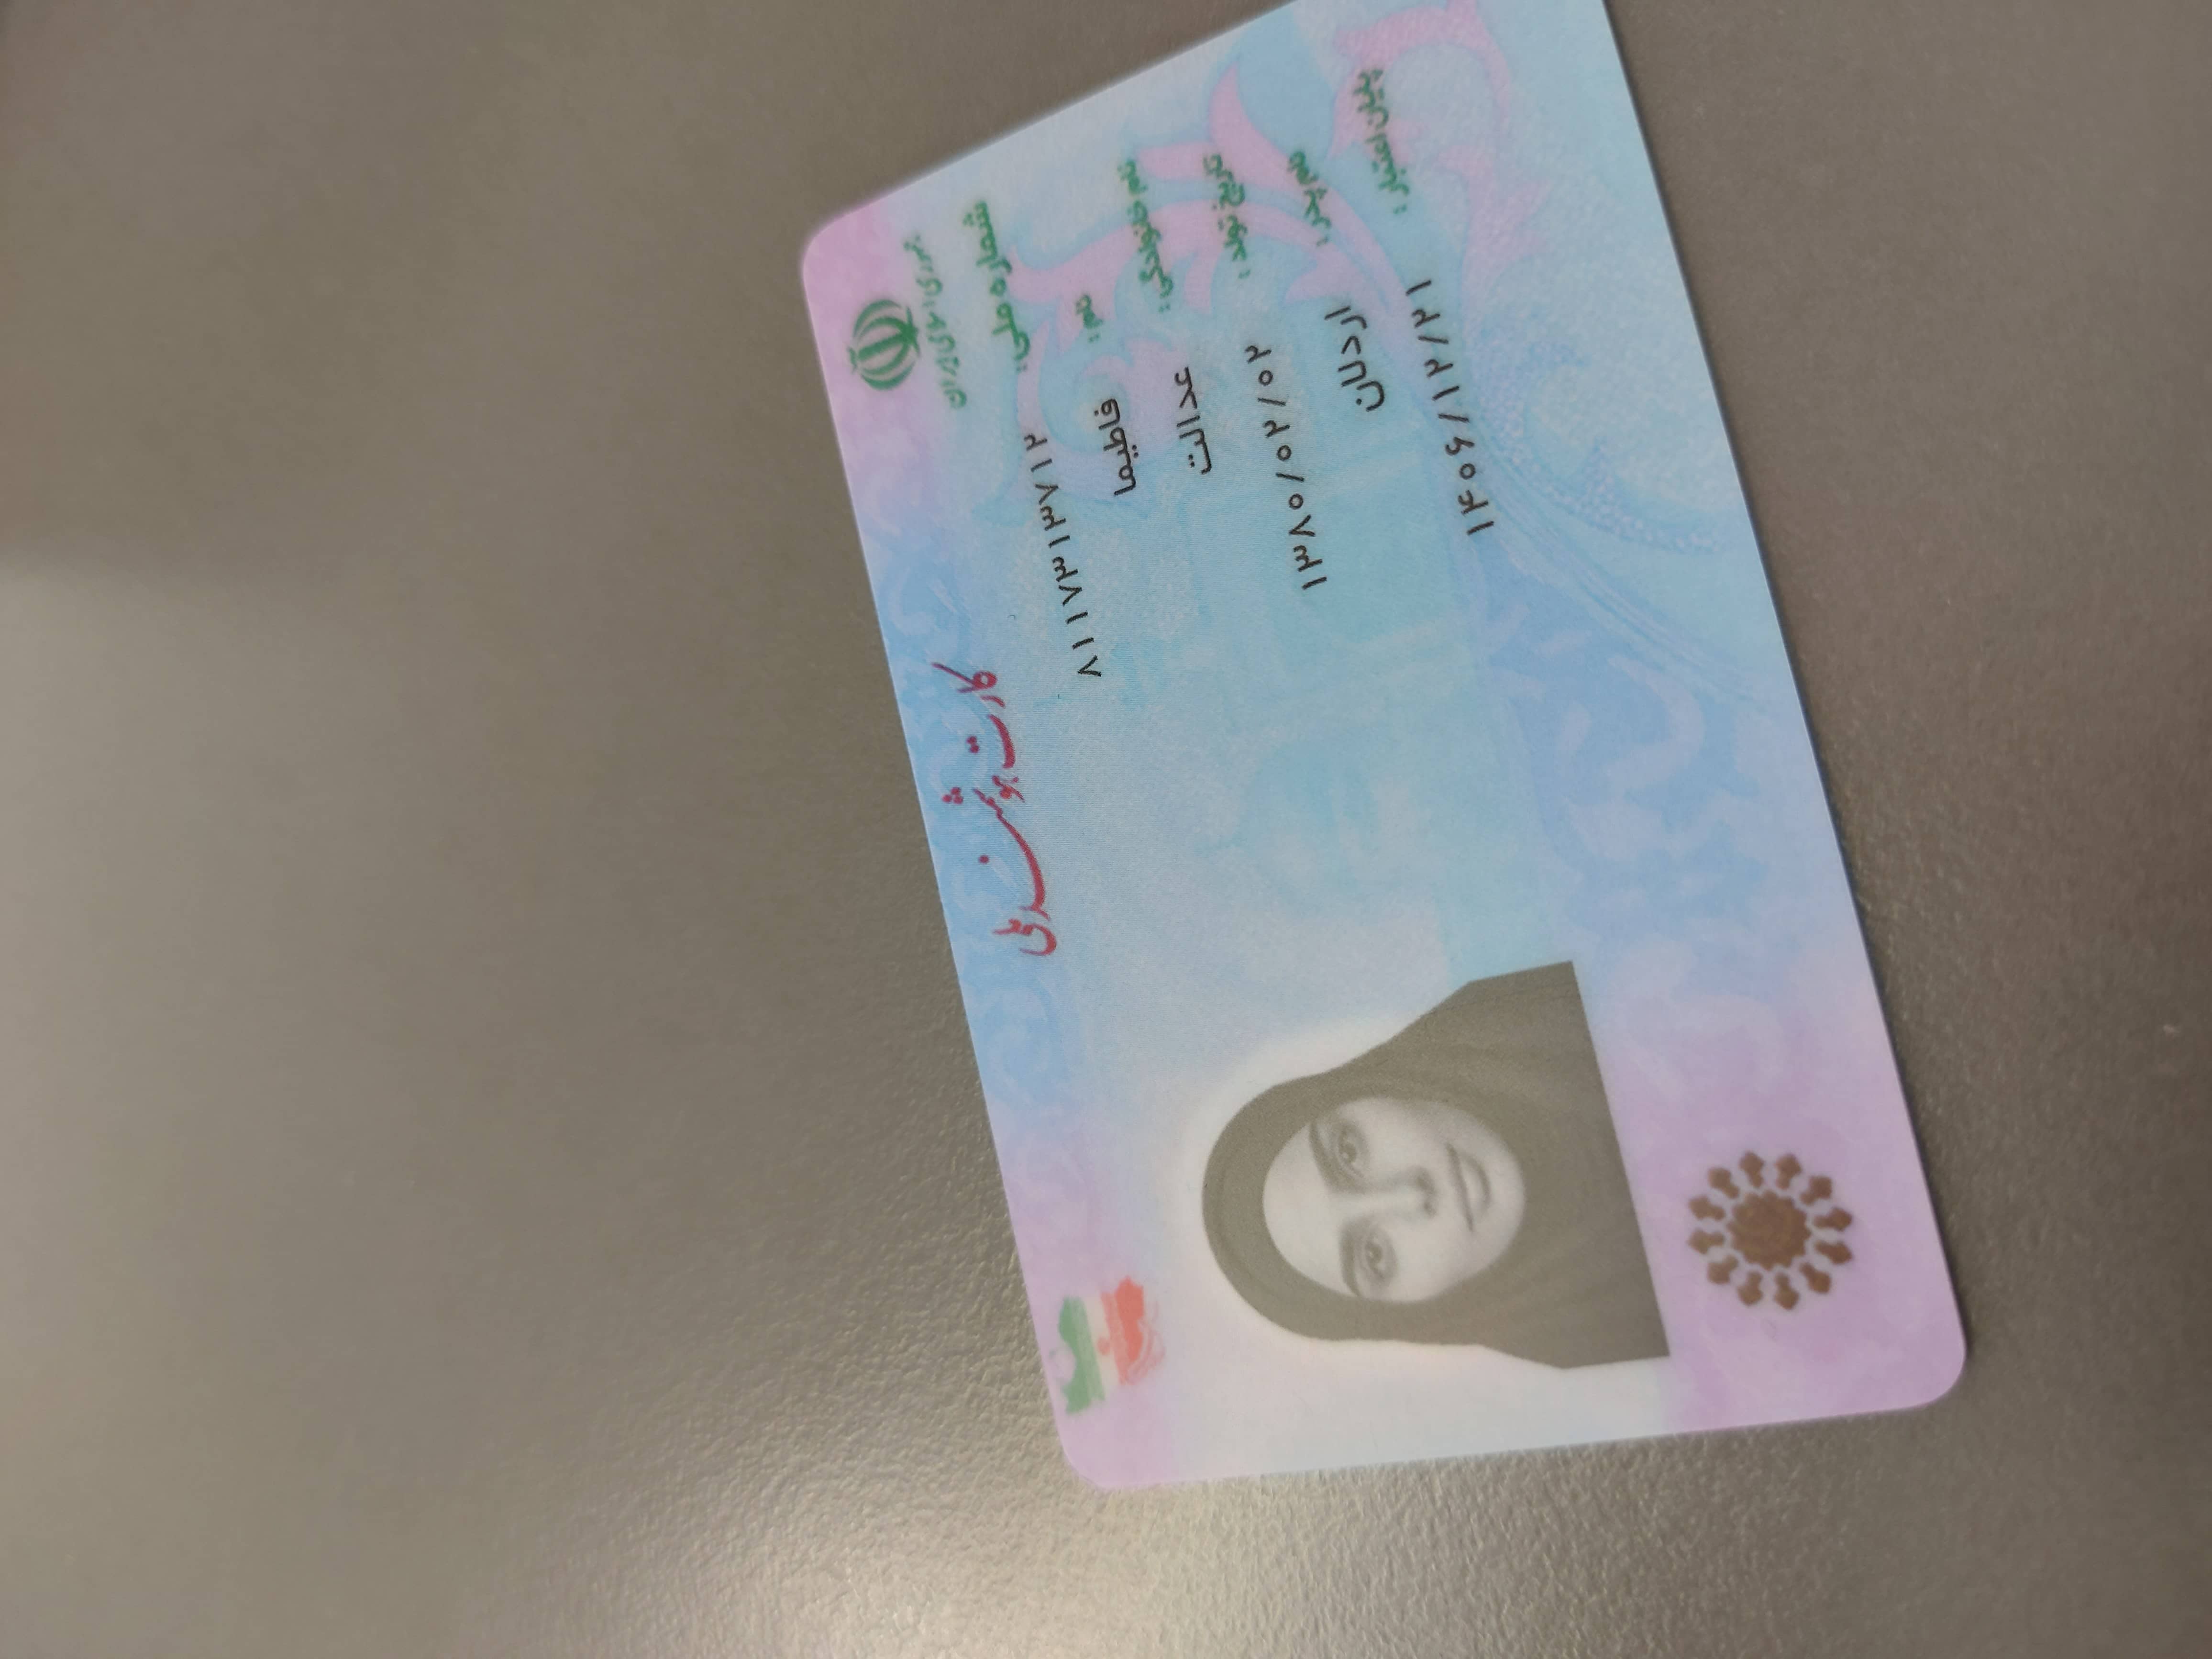 جمهوری اسلامی ایران
کارت هوشمند ملی
شماره ملی: ۸۱۱۱۷۳۱۳۷۱۲
نام: فاطیما
نام خانوادگی: عدالت
تاریخ تولد: ۱۳۸۰/۰۲/۰۲
نام پدر: اردلان
پایان اعتبار: ۱۴۰۶/۱۲/۲۱